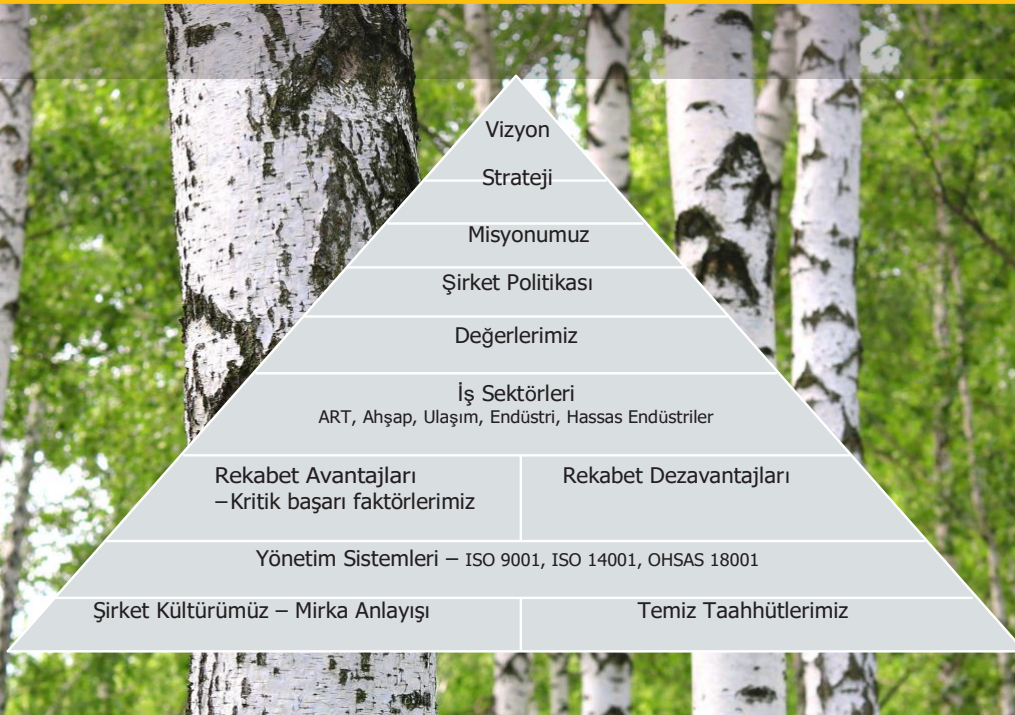 Vizyon
Strateji
Misyonumuz
Şirket Politikası
Değerlerimiz
İş Sektörleri
ART, Ahşap, Ulaşım, Endüstri, Hassas Endüstriler
Rekabet Avantajları
–Kritik başarı faktörlerimiz
Rekabet Dezavantajları
Yönetim Sistemleri – ISO 9001, ISO 14001, OHSAS 18001
Şirket Kültürümüz – Mirka Anlayışı
Temiz Taahhütlerimiz